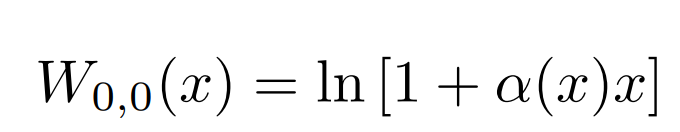 W_{0,0}(x) = ln [1 + α(x)x]